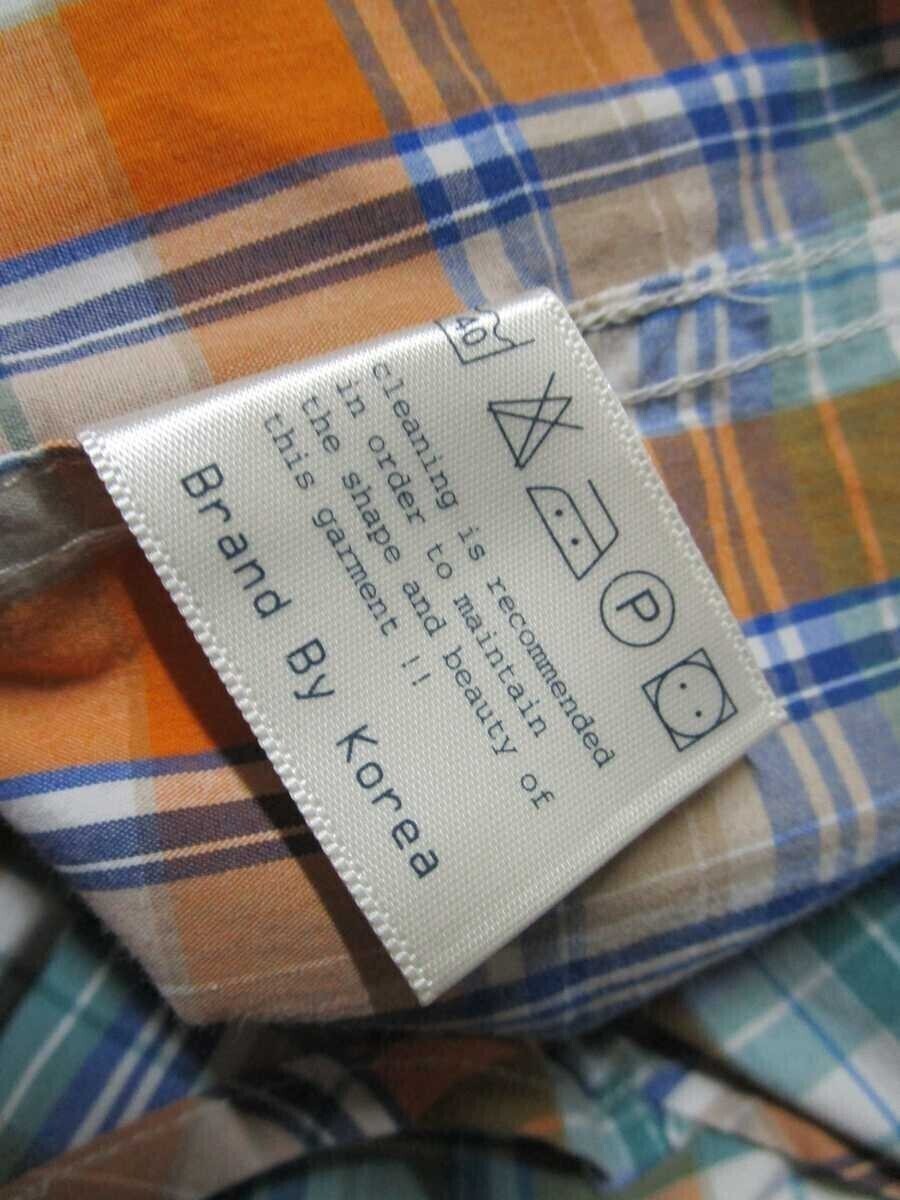 40
P
cleaning is recommended
in order to maintain
the shape and beauty of
this garment !!
Brand By Korea